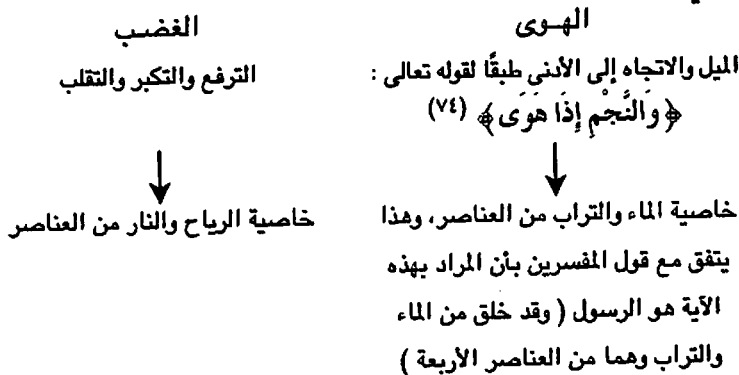 الهـوى
الميل والاتجاه إلى الأدنى طبقًا لقوله تعالى :
﴿ وَالنَّجْمِ إِذَا هَوَى ﴾ (٧٤)
خاصية الماء والتراب من العناصر، وهذا
يتفق مع قول المفسرين بأن المراد بهذه
الآية هو الرسول ( وقد خلق من الماء
والتراب وهما من العناصر الأربعة )
الغضـب
الترفع والتكبر والتقلب
خاصية الرياح والنار من العناصر